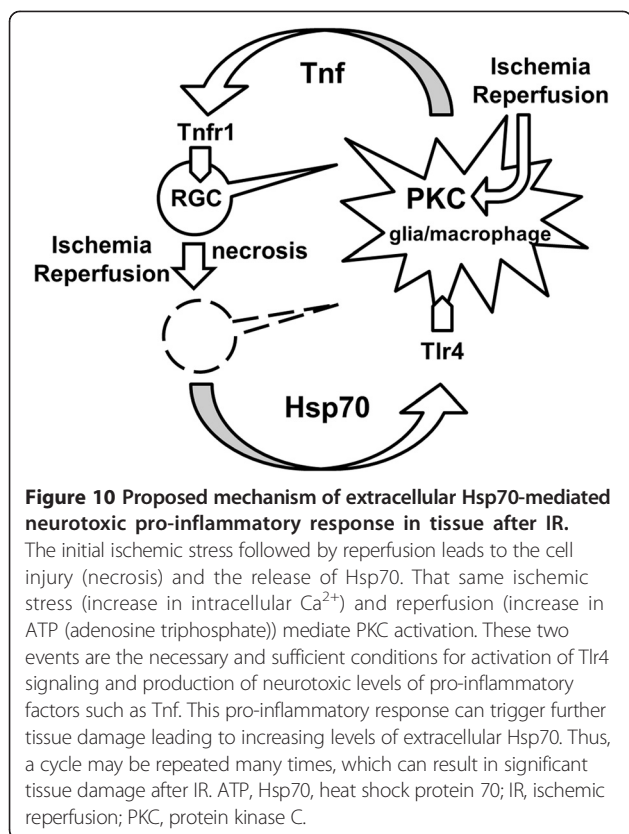 Tnf
Ischemia
Reperfusion
Tnfr1
RGC
PKC
glia/macrophage
Ischemia
Reperfusion
necrosis
Tlr4
Hsp70
Figure 10 Proposed mechanism of extracellular Hsp70-mediated
neurotoxic pro-inflammatory response in tissue after IR.
The initial ischemic stress followed by reperfusion leads to the cell
injury (necrosis) and the release of Hsp70. That same ischemic
stress (increase in intracellular Ca²⁺) and reperfusion (increase in
ATP (adenosine triphosphate)) mediate PKC activation. These two
events are the necessary and sufficient conditions for activation of Tlr4
signaling and production of neurotoxic levels of pro-inflammatory
factors such as Tnf. This pro-inflammatory response can trigger further
tissue damage leading to increasing levels of extracellular Hsp70. Thus,
a cycle may be repeated many times, which can result in significant
tissue damage after IR. ATP, Hsp70, heat shock protein 70; IR, ischemic
reperfusion; PKC, protein kinase C.